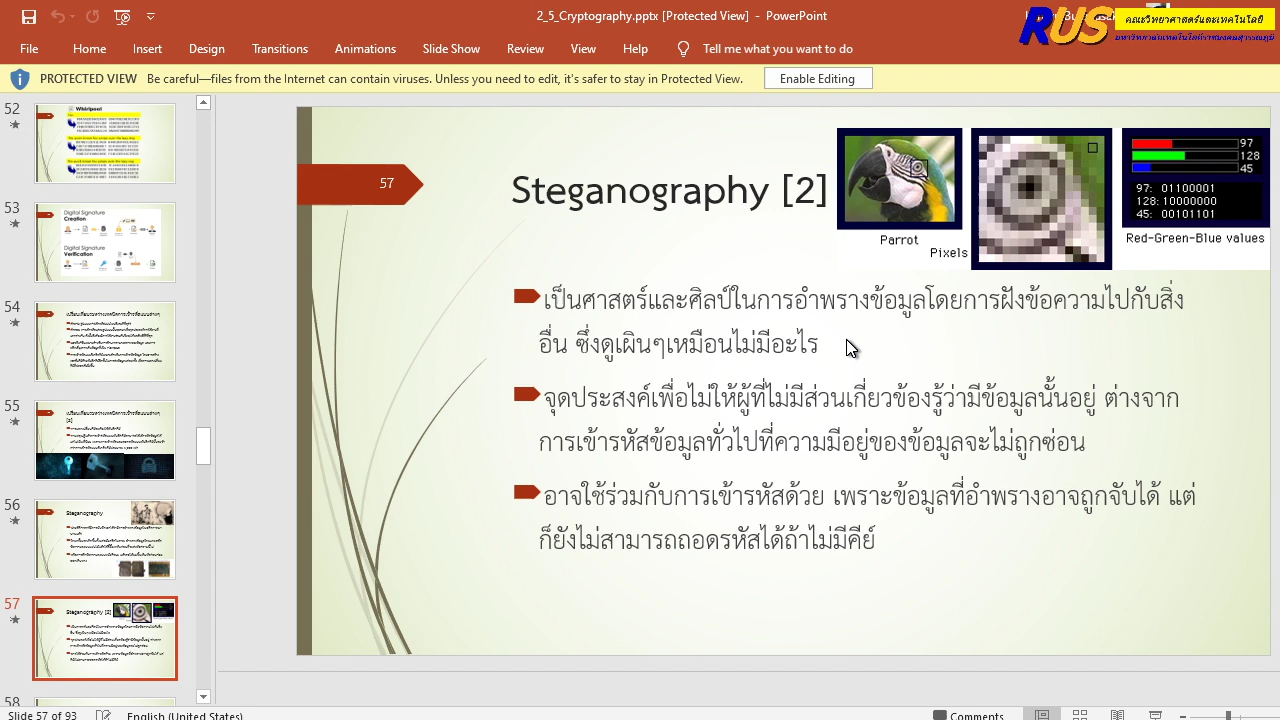 2_5_Cryptography.pptx [Protected View] - PowerPoint
RUS
คณะวิทยาศาสตร์และเทคโนโลยี
มหาวิทยาลัยเทคโนโลยีราชมงคลสุวรรณภูมิ
File Home Insert Design Transitions Animations Slide Show Review View Help Tell me what you want to do
PROTECTED VIEW Be careful—files from the Internet can contain viruses. Unless you need to edit, it's safer to stay in Protected View. Enable Editing
52
Whirlpool
53
Digital Signature
Creation
Digital Signature
Verification
54
55
56
Steganography
57
Steganography [2]
58
57
Steganography [2]
Parrot
Pixels
97
128
45
97: 01100001
128: 10000000
45: 00101101
Red-Green-Blue values
เป็นศาสตร์และศิลป์ในการอำพรางข้อมูลโดยการฝังข้อความไปกับสิ่ง
อื่น ซึ่งดูเผินๆเหมือนไม่มีอะไร
จุดประสงค์เพื่อไม่ให้ผู้ที่ไม่มีส่วนเกี่ยวข้องรู้ว่ามีข้อมูลนั้นอยู่ ต่างจาก
การเข้ารหัสข้อมูลทั่วไปที่ความมีอยู่ของข้อมูลจะไม่ถูกซ่อน
อาจใช้ร่วมกับการเข้ารหัสด้วย เพราะข้อมูลที่อำพรางอาจถูกจับได้ แต่
ก็ยังไม่สามารถถอดรหัสได้ถ้าไม่มีคีย์
Slide 57 of 93 English (United States) Comments